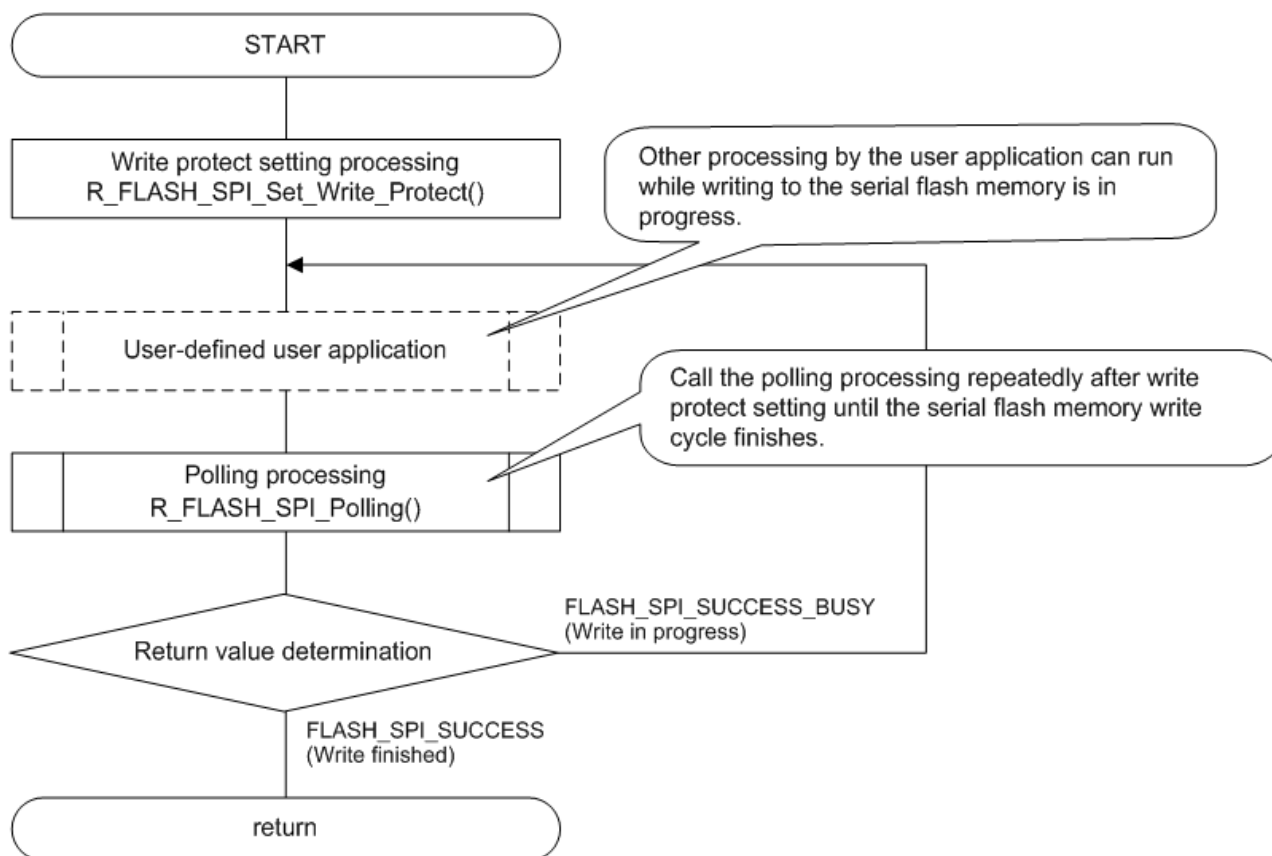 START
Write protect setting processing
R_FLASH_SPI_Set_Write_Protect()
Other processing by the user application can run
while writing to the serial flash memory is in
progress.
User-defined user application
Call the polling processing repeatedly after write
protect setting until the serial flash memory write
cycle finishes.
Polling processing
R_FLASH_SPI_Polling()
FLASH_SPI_SUCCESS_BUSY
(Write in progress)
Return value determination
FLASH_SPI_SUCCESS
(Write finished)
return